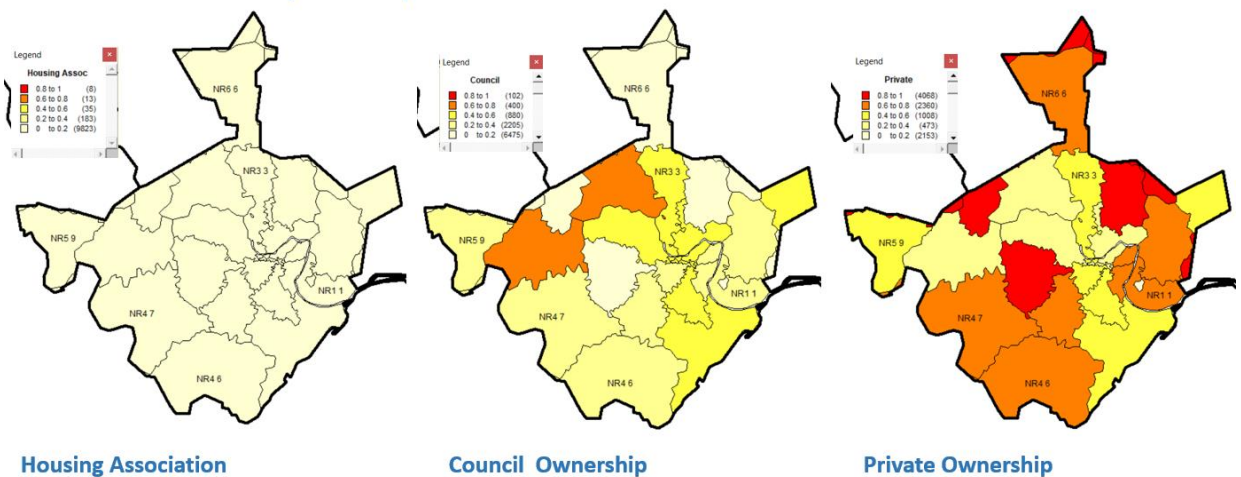 Legend
Housing Assoc
0.8 to 1 (8)
0.6 to 0.8 (13)
0.4 to 0.6 (35)
0.2 to 0.4 (183)
0 to 0.2 (9823)
NR6 6
NR3 3
NR5 9
NR1 1
NR4 7
NR4 6
Housing Association
Legend
Council
0.8 to 1 (102)
0.6 to 0.8 (400)
0.4 to 0.6 (880)
0.2 to 0.4 (2205)
0 to 0.2 (6475)
NR6 6
NR3 3
NR5 9
NR1 1
NR4 7
NR4 6
Council Ownership
Legend
Private
0.8 to 1 (4068)
0.6 to 0.8 (2360)
0.4 to 0.6 (1008)
0.2 to 0.4 (473)
0 to 0.2 (2153)
NR6 6
NR3 3
NR5 9
NR1 1
NR4 7
NR4 6
Private Ownership